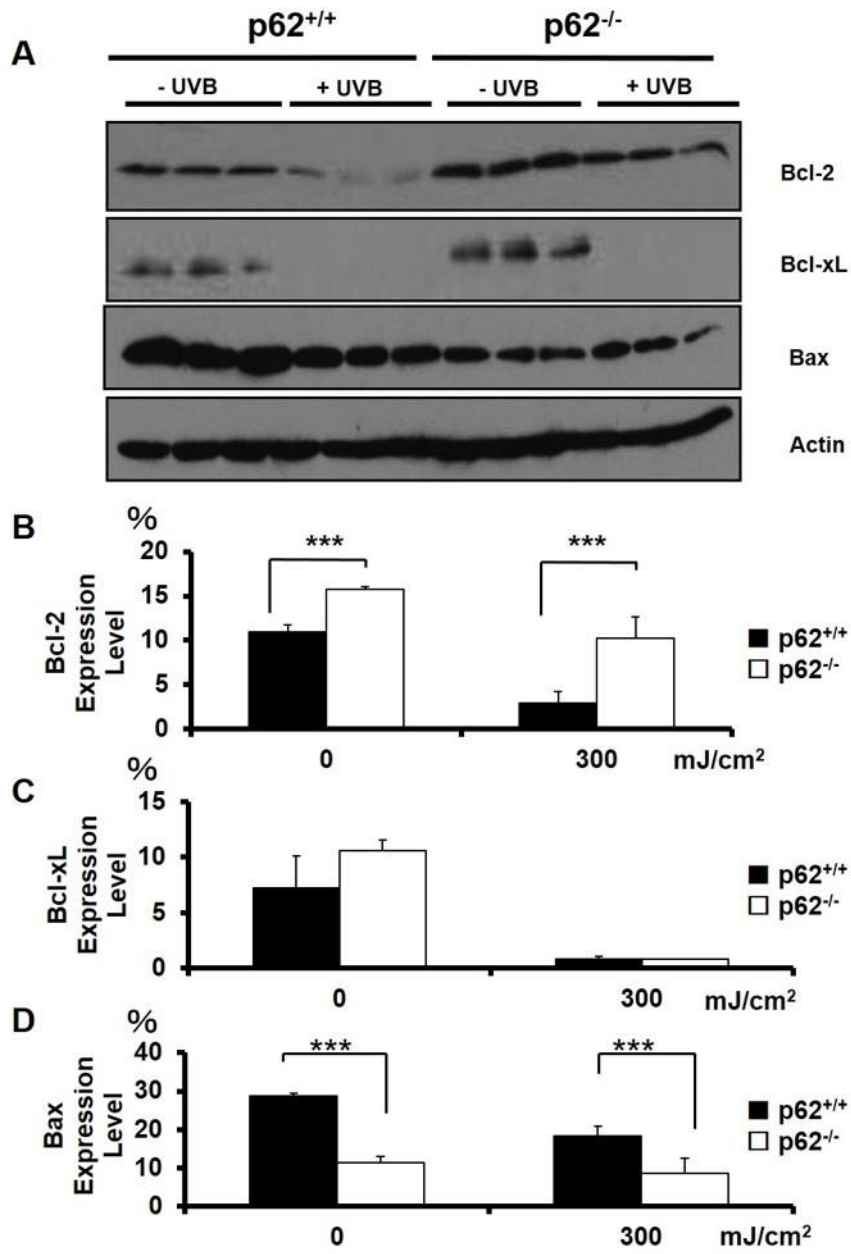 p62+/+ p62-/-
A
- UVB + UVB - UVB + UVB
Bcl-2
Bcl-xL
Bax
Actin
B
%
Bcl-2
Expression
Level
20
15
10
5
0
***
***
0 300 mJ/cm2
p62+/+
p62-/-
C
%
Bcl-xL
Expression
Level
15
10
5
0
0 300 mJ/cm2
p62+/+
p62-/-
D
%
Bax
Expression
Level
40
30
20
10
0
***
***
0 300 mJ/cm2
p62+/+
p62-/-